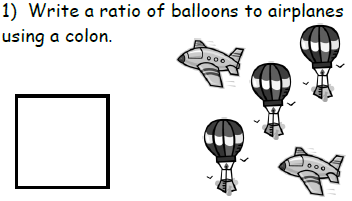 1) Write a ratio of balloons to airplanes
using a colon.